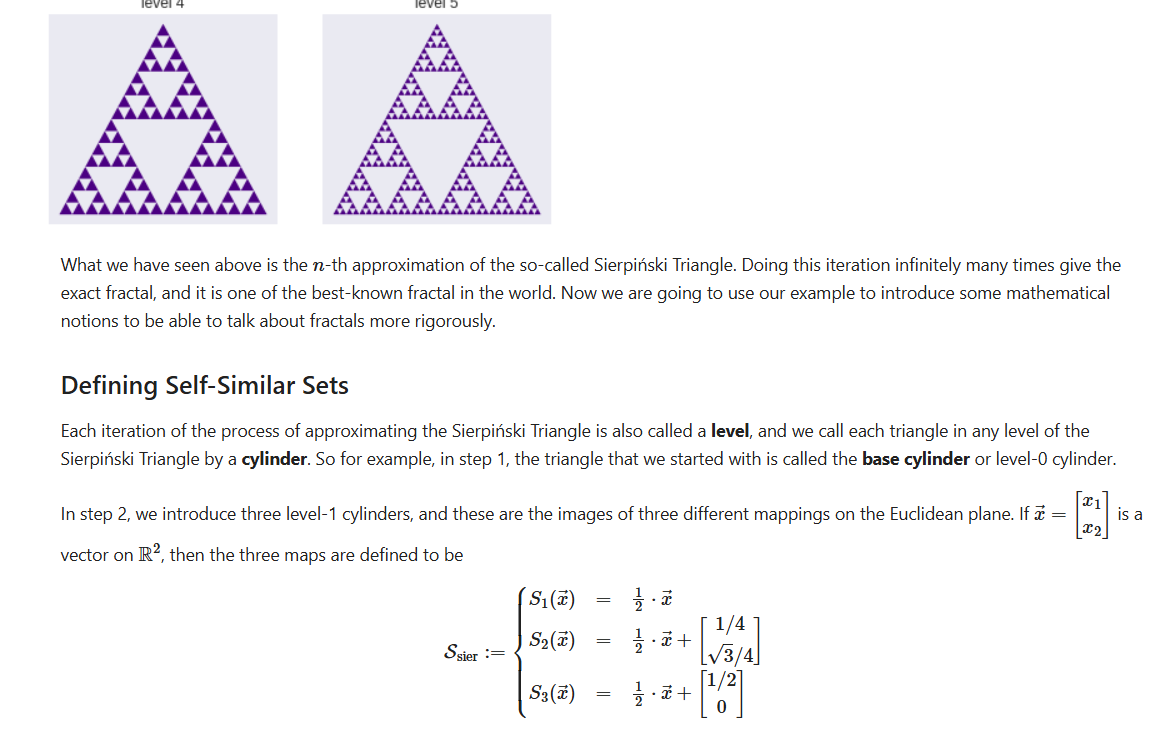 level 4 level 5
What we have seen above is the n-th approximation of the so-called Sierpiński Triangle. Doing this iteration infinitely many times give the
exact fractal, and it is one of the best-known fractal in the world. Now we are going to use our example to introduce some mathematical
notions to be able to talk about fractals more rigorously.
Defining Self-Similar Sets
Each iteration of the process of approximating the Sierpiński Triangle is also called a level, and we call each triangle in any level of the
Sierpiński Triangle by a cylinder. So for example, in step 1, the triangle that we started with is called the base cylinder or level-0 cylinder.
In step 2, we introduce three level-1 cylinders, and these are the images of three different mappings on the Euclidean plane. If $\vec{x} = \begin{bmatrix} x_1 \\ x_2 \end{bmatrix}$ is a
vector on $\mathbb{R}^2$, then the three maps are defined to be
$\mathcal{S}_{\text{sier}} := \begin{cases} S_1(\vec{x}) = \frac{1}{2} \cdot \vec{x} \\ S_2(\vec{x}) = \frac{1}{2} \cdot \vec{x} + \begin{bmatrix} 1/4 \\ \sqrt{3}/4 \end{bmatrix} \\ S_3(\vec{x}) = \frac{1}{2} \cdot \vec{x} + \begin{bmatrix} 1/2 \\ 0 \end{bmatrix} \end{cases}$